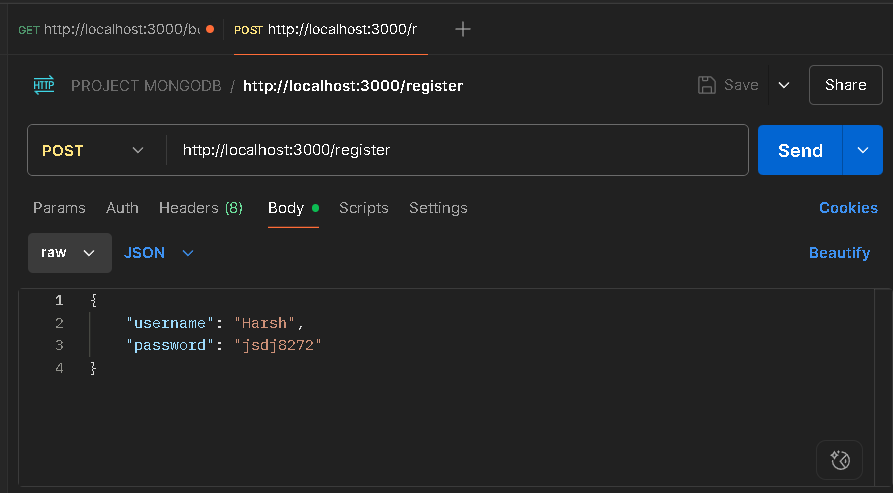 GET http://localhost:3000/b
POST http://localhost:3000/r
HTTP PROJECT MONGODB / http://localhost:3000/register Save Share
POST http://localhost:3000/register Send
Params Auth Headers (8) Body Scripts Settings Cookies
raw JSON Beautify
1 {
2 "username": "Harsh",
3 "password": "jsdj8272"
4 }